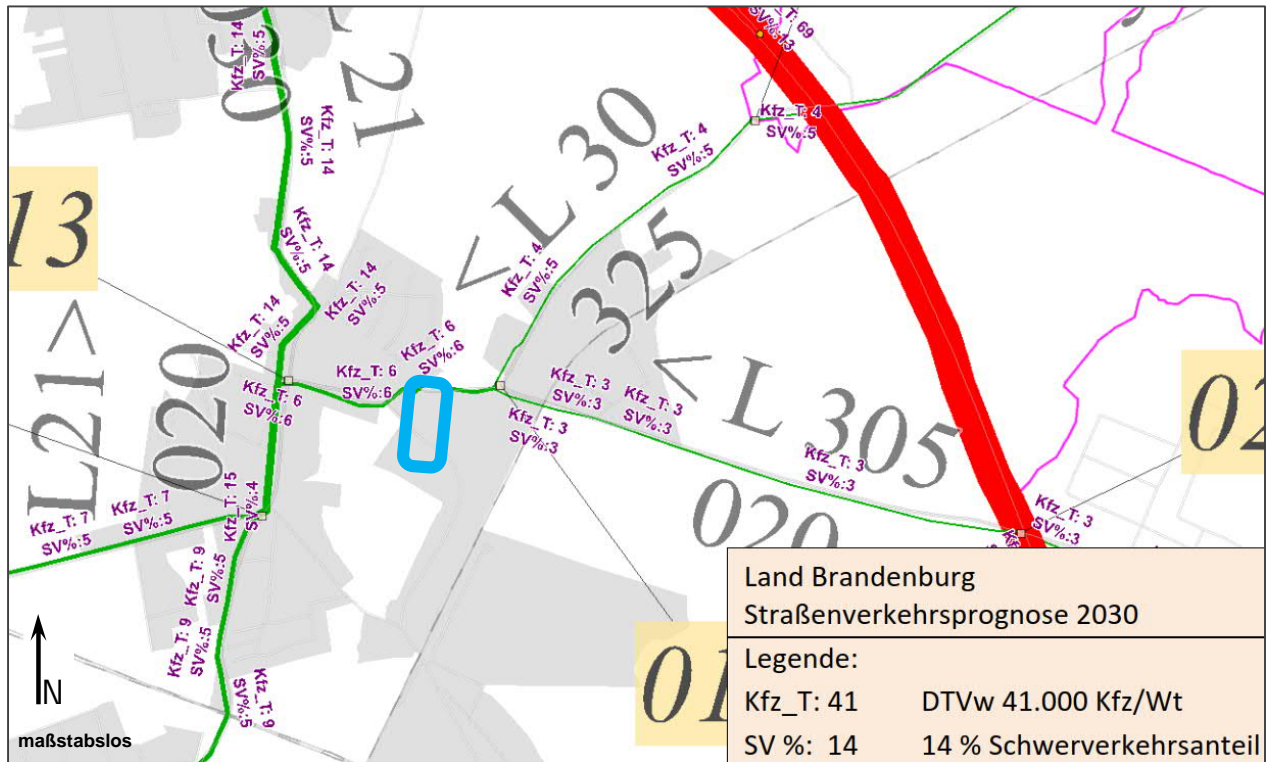 Kfz_T: 14
SV%:5
030
L21
Kfz_T: 69
SV%:13
Kfz_T: 4
SV%:5
Kfz_T: 14
SV%:5
Kfz_T: 4
SV%:5
< L 30
13
Kfz_T: 14
SV%:5
Kfz_T: 14
SV%:5
Kfz_T: 4
SV%:5
325
Kfz_T: 14
SV%:5
Kfz_T: 6
SV%:6
Kfz_T: 6
SV%:6
Kfz_T: 6
SV%:6
L21 >
020
Kfz_T: 3
SV%:3
Kfz_T: 3
SV%:3
Kfz_T: 3
SV%:3
< L 305
02
Kfz_T: 3
SV%:3
Kfz_T: 3
SV%:3
020
Kfz_T: 15
SV%:4
Kfz_T: 7
SV%:5
Kfz_T: 7
SV%:5
Kfz_T: 9
SV%:5
Kfz_T: 9
SV%:5
Kfz_T: 9
SV%:5
01
N
maßstabslos
Land Brandenburg
Straßenverkehrsprognose 2030
Legende:
Kfz_T: 41 DTVw 41.000 Kfz/Wt
SV %: 14 14 % Schwerverkehrsanteil